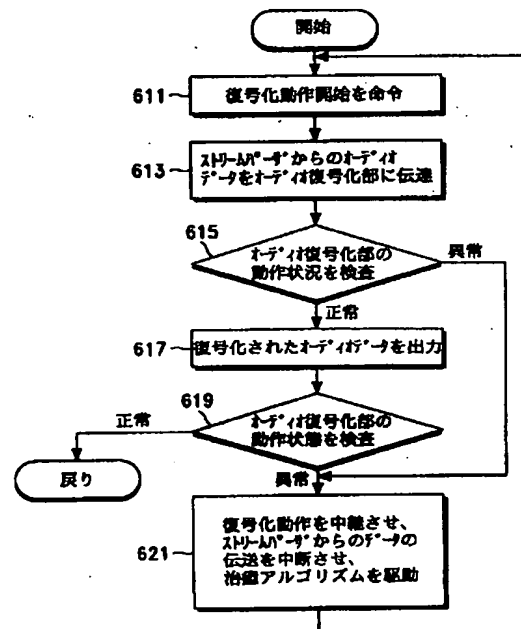 開始
611
復号化動作開始を命令
613
ｽﾄﾘｰﾑﾊﾟｰｻﾞからのｵｰﾃﾞｨｵ
ﾃﾞｰﾀをｵｰﾃﾞｨｵ復号化部に伝達
615
ｵｰﾃﾞｨｵ復号化部の
動作状況を検査
異常
正常
617
復号化されたｵｰﾃﾞｨｵﾃﾞｰﾀを出力
619
ｵｰﾃﾞｨｵ復号化部の
動作状態を検査
正常
戻り
異常
621
復号化動作を中継させ、
ｽﾄﾘｰﾑﾊﾟｰｻﾞからのﾃﾞｰﾀの
伝送を中断させ、
治癒アルゴリズムを駆動